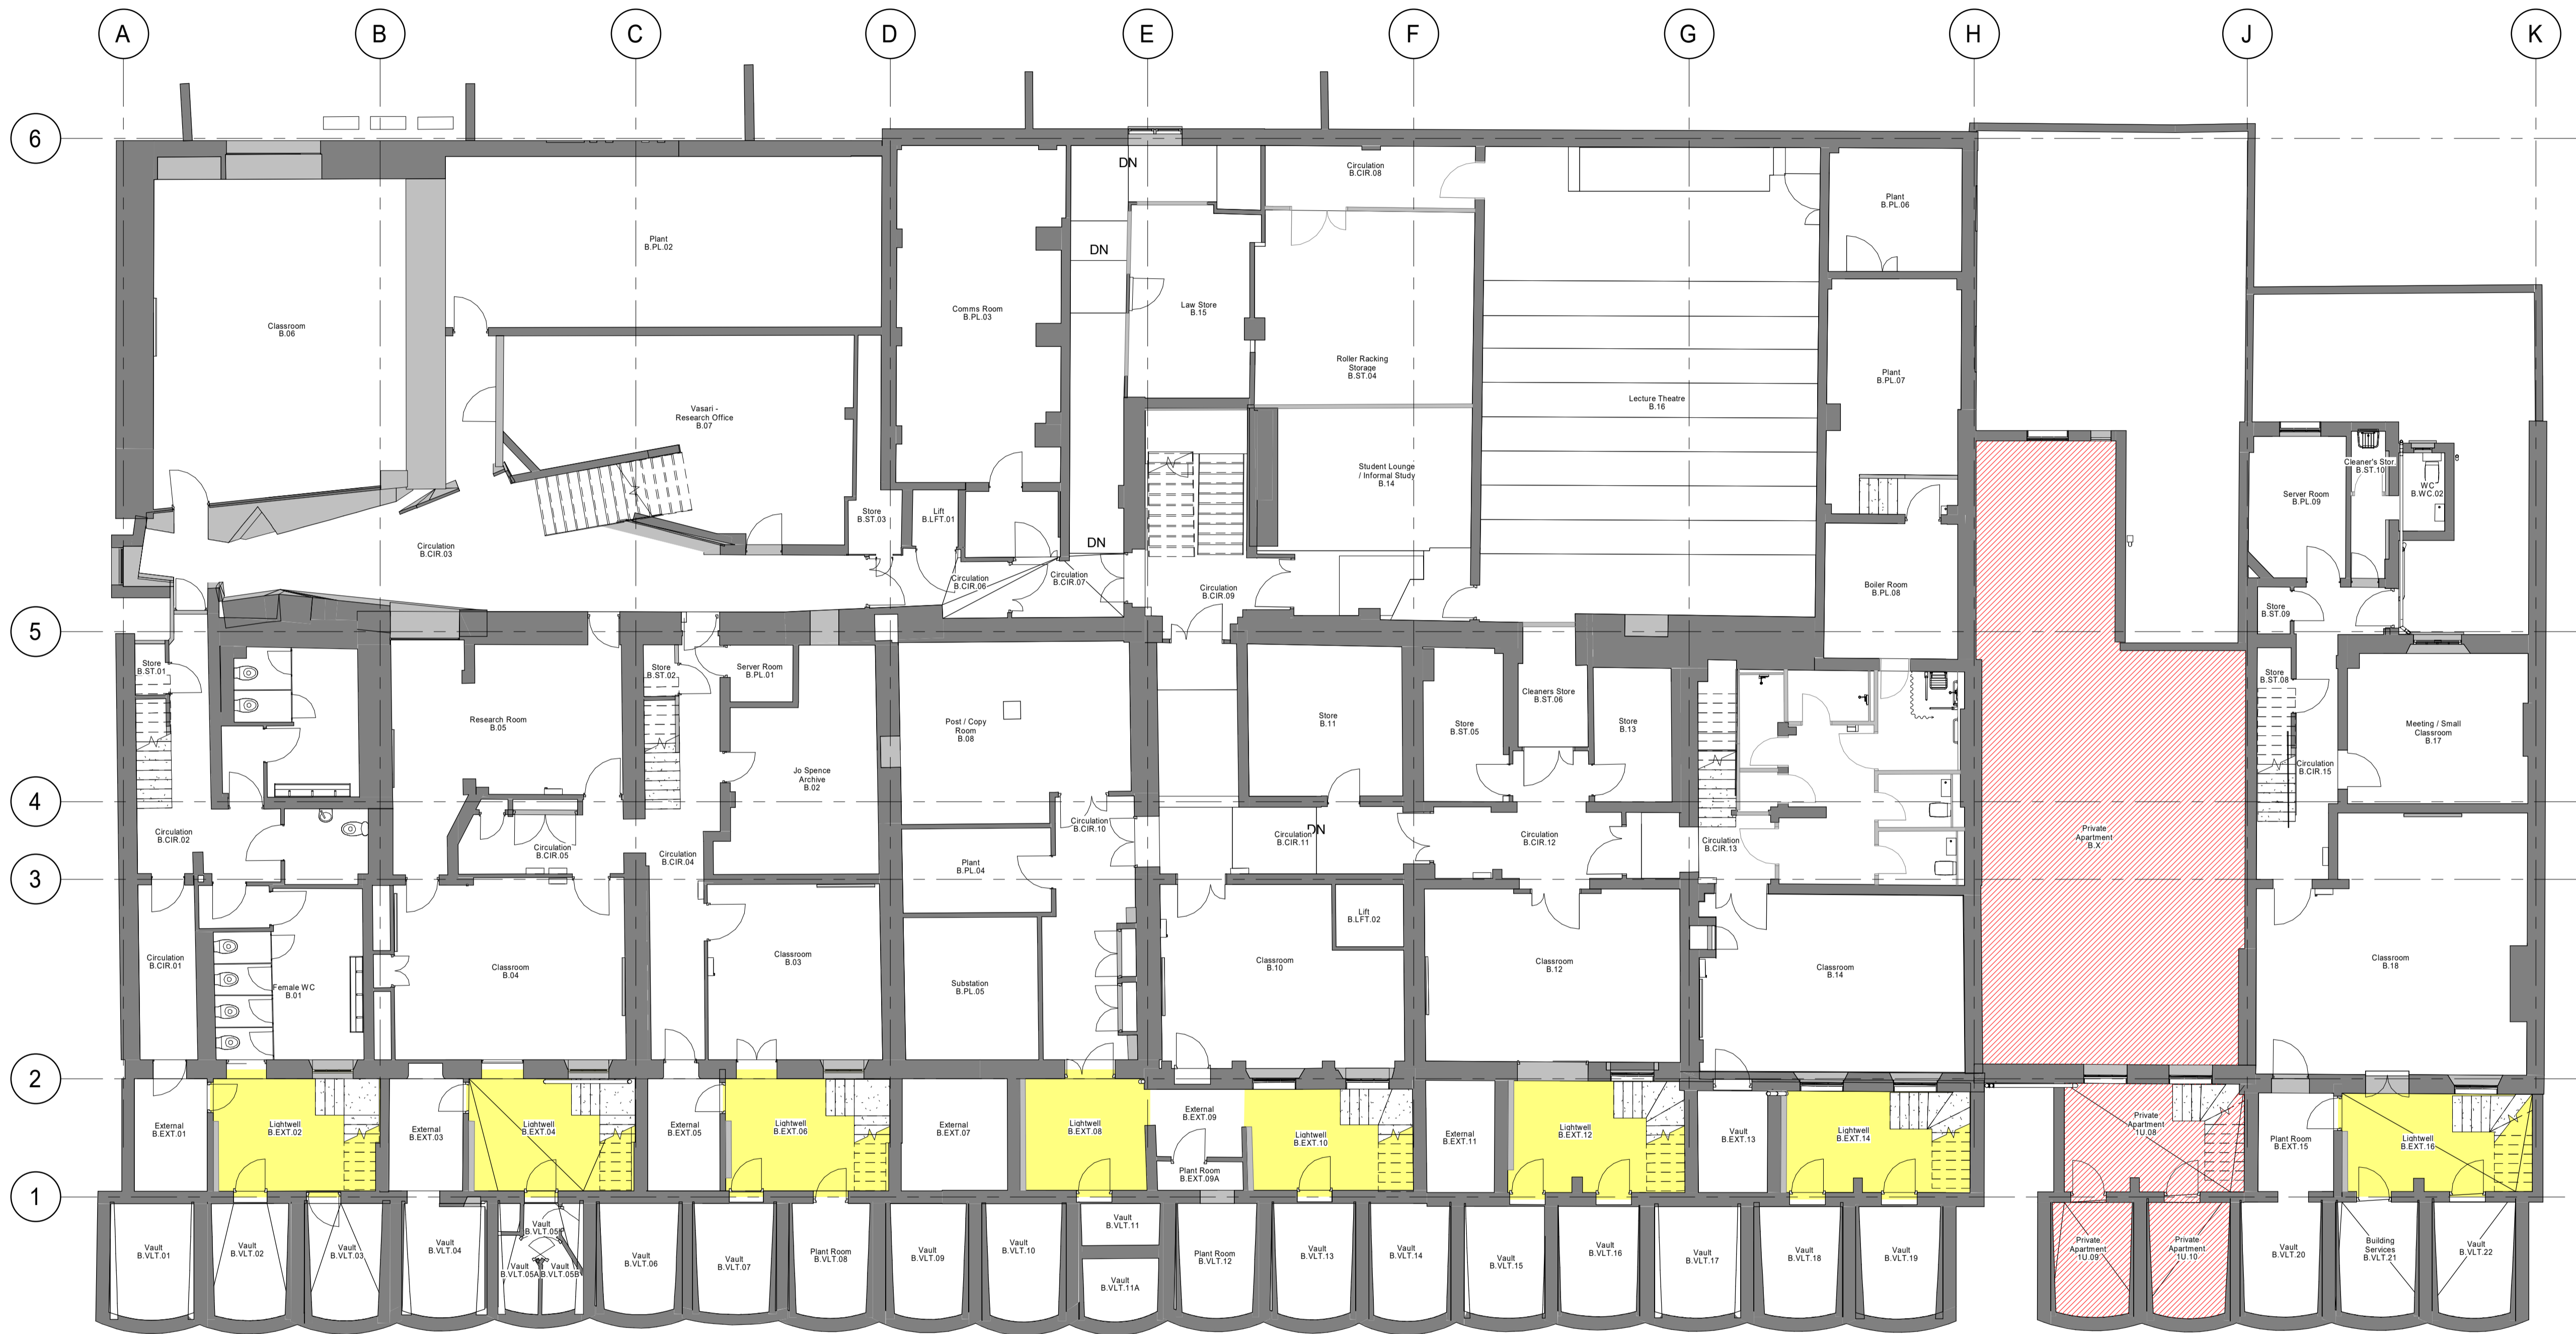 A
B
C
D
E
F
G
H
J
K
6
5
4
3
2
1
DN
Circulation
B.CIR.08
Plant
B.PL.06
Plant
B.PL.02
DN
Comms Room
B.PL.03
Law Store
B.15
Classroom
B.06
Roller Racking
Storage
B.ST.04
Plant
B.PL.07
Lecture Theatre
B.16
Vasari -
Research Office
B.07
Student Lounge
/ Informal Study
B.14
Cleaner's Stor
B.ST.10
Server Room
B.PL.09
WC
B.WC.02
Store
B.ST.03
Lift
B.LFT.01
DN
Circulation
B.CIR.03
Circulation
B.CIR.06
Circulation
B.CIR.07
Circulation
B.CIR.09
Boiler Room
B.PL.08
Store
B.ST.09
Store
B.ST.01
Store
B.ST.02
Server Room
B.PL.01
Store
B.ST.08
Research Room
B.05
Post / Copy
Room
B.08
Store
B.11
Store
B.ST.05
Cleaners Store
B.ST.06
Store
B.13
Meeting / Small
Classroom
B.17
Jo Spence
Archive
B.02
Circulation
B.CIR.15
Circulation
B.CIR.02
Circulation
B.CIR.05
Circulation
B.CIR.04
Circulation
B.CIR.10
Circulation
B.CIR.11
DN
Circulation
B.CIR.12
Circulation
B.CIR.13
Private
Apartment
B.X
Plant
B.PL.04
Lift
B.LFT.02
Circulation
B.CIR.01
Female WC
B.01
Classroom
B.04
Classroom
B.03
Substation
B.PL.05
Classroom
B.10
Classroom
B.12
Classroom
B.14
Classroom
B.18
External
B.EXT.01
Lightwell
B.EXT.02
External
B.EXT.03
Lightwell
B.EXT.04
External
B.EXT.05
Lightwell
B.EXT.06
External
B.EXT.07
Lightwell
B.EXT.08
External
B.EXT.09
Plant Room
B.EXT.09A
Lightwell
B.EXT.10
External
B.EXT.11
Lightwell
B.EXT.12
Vault
B.EXT.13
Lightwell
B.EXT.14
Private
Apartment
1U.08
Plant Room
B.EXT.15
Lightwell
B.EXT.16
Vault
B.VLT.01
Vault
B.VLT.02
Vault
B.VLT.03
Vault
B.VLT.04
Vault
B.VLT.05
Vault
B.VLT.05A
Vault
B.VLT.05B
Vault
B.VLT.06
Vault
B.VLT.07
Plant Room
B.VLT.08
Vault
B.VLT.09
Vault
B.VLT.10
Vault
B.VLT.11
Vault
B.VLT.11A
Plant Room
B.VLT.12
Vault
B.VLT.13
Vault
B.VLT.14
Vault
B.VLT.15
Vault
B.VLT.16
Vault
B.VLT.17
Vault
B.VLT.18
Vault
B.VLT.19
Private
Apartment
1U.09
Private
Apartment
1U.10
Vault
B.VLT.20
Building
Services
B.VLT.21
Vault
B.VLT.22